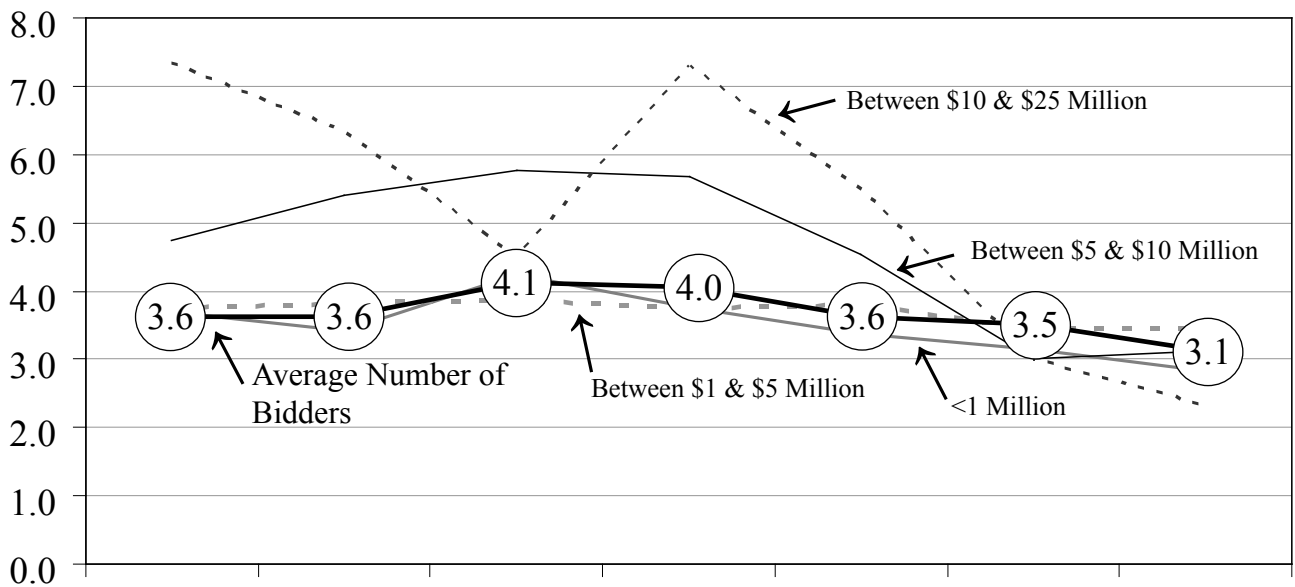 8.0
7.0
Between $10 & $25 Million
6.0
5.0
Between $5 & $10 Million
4.0
3.6
3.6
4.1
4.0
3.6
3.5
3.1
3.0
Average Number of
Bidders
Between $1 & $5 Million
<1 Million
2.0
1.0
0.0